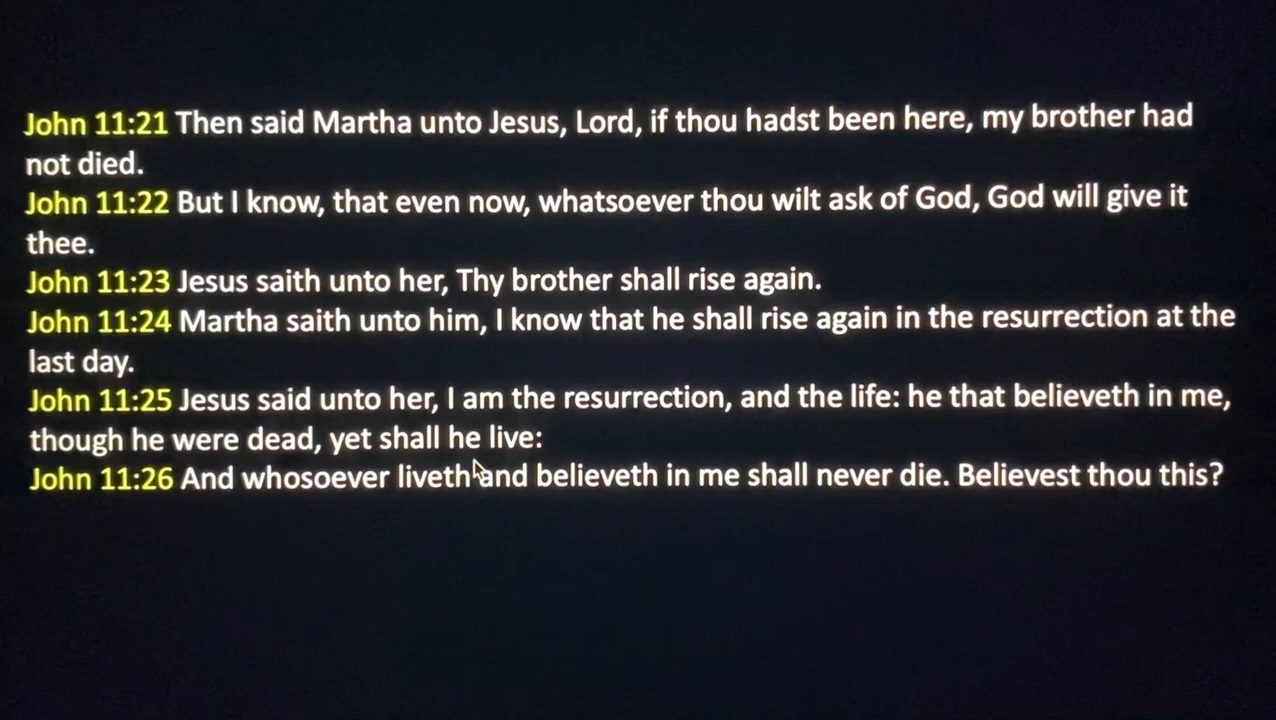 John 11:21 Then said Martha unto Jesus, Lord, if thou hadst been here, my brother had
not died.
John 11:22 But I know, that even now, whatsoever thou wilt ask of God, God will give it
thee.
John 11:23 Jesus saith unto her, Thy brother shall rise again.
John 11:24 Martha saith unto him, I know that he shall rise again in the resurrection at the
last day.
John 11:25 Jesus said unto her, I am the resurrection, and the life: he that believeth in me,
though he were dead, yet shall he live:
John 11:26 And whosoever liveth and believeth in me shall never die. Believest thou this?